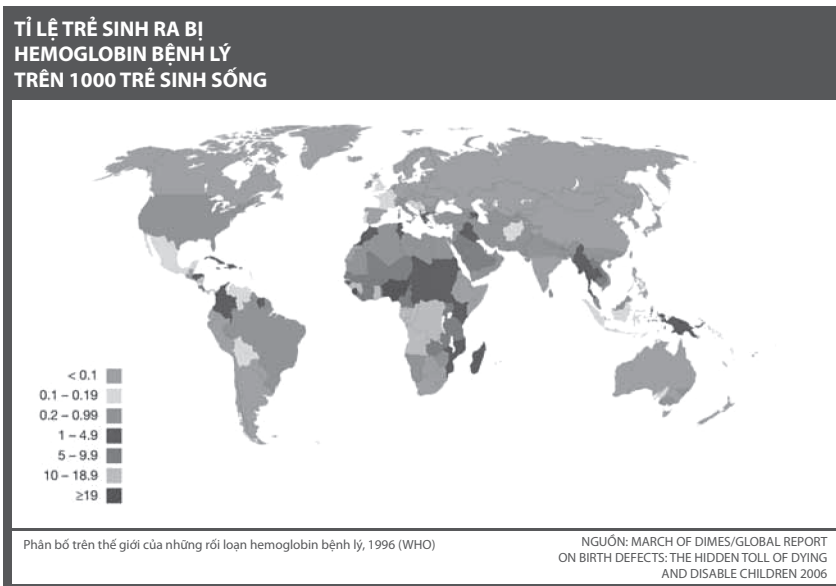 TỈ LỆ TRẺ SINH RA BỊ
HEMOGLOBIN BỆNH LÝ
TRÊN 1000 TRẺ SINH SỐNG
< 0.1
0.1 – 0.19
0.2 – 0.99
1 – 4.9
5 – 9.9
10 – 18.9
≥19
Phân bố trên thế giới của những rối loạn hemoglobin bệnh lý, 1996 (WHO)
NGUỒN: MARCH OF DIMES/GLOBAL REPORT
ON BIRTH DEFECTS: THE HIDDEN TOLL OF DYING
AND DISABLE CHILDREN 2006